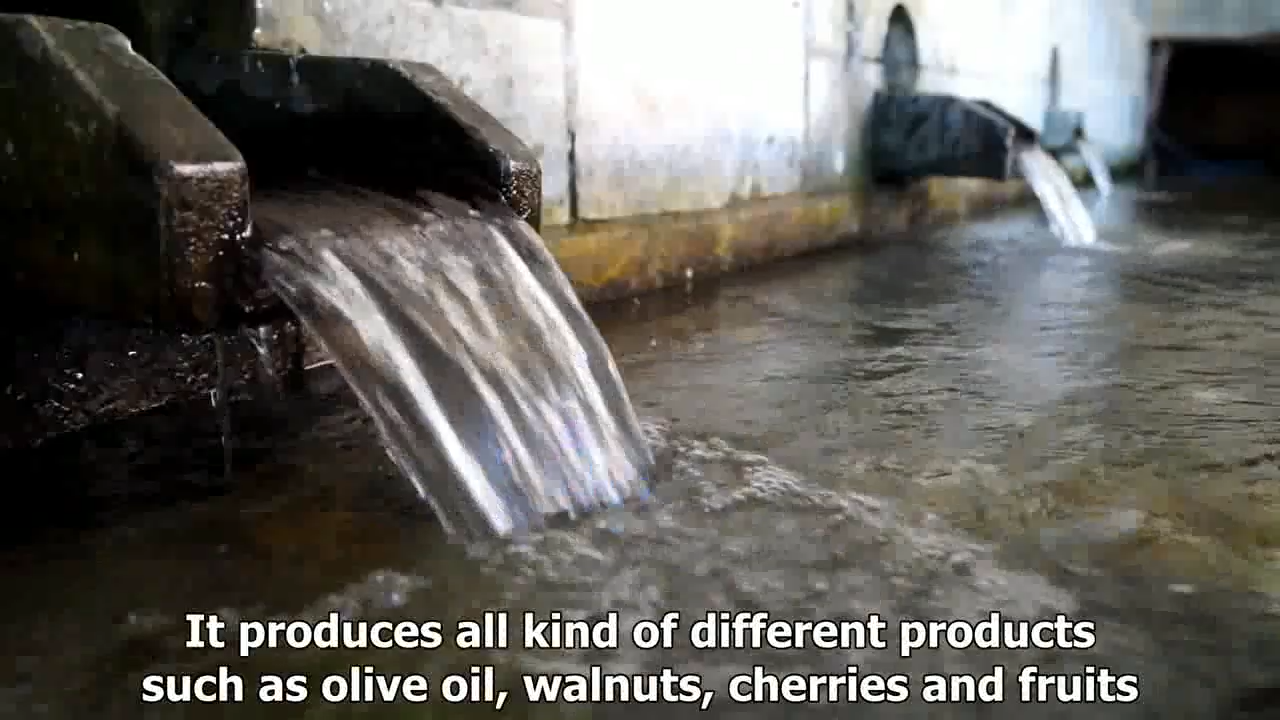 It produces all kind of different products
such as olive oil, walnuts, cherries and fruits